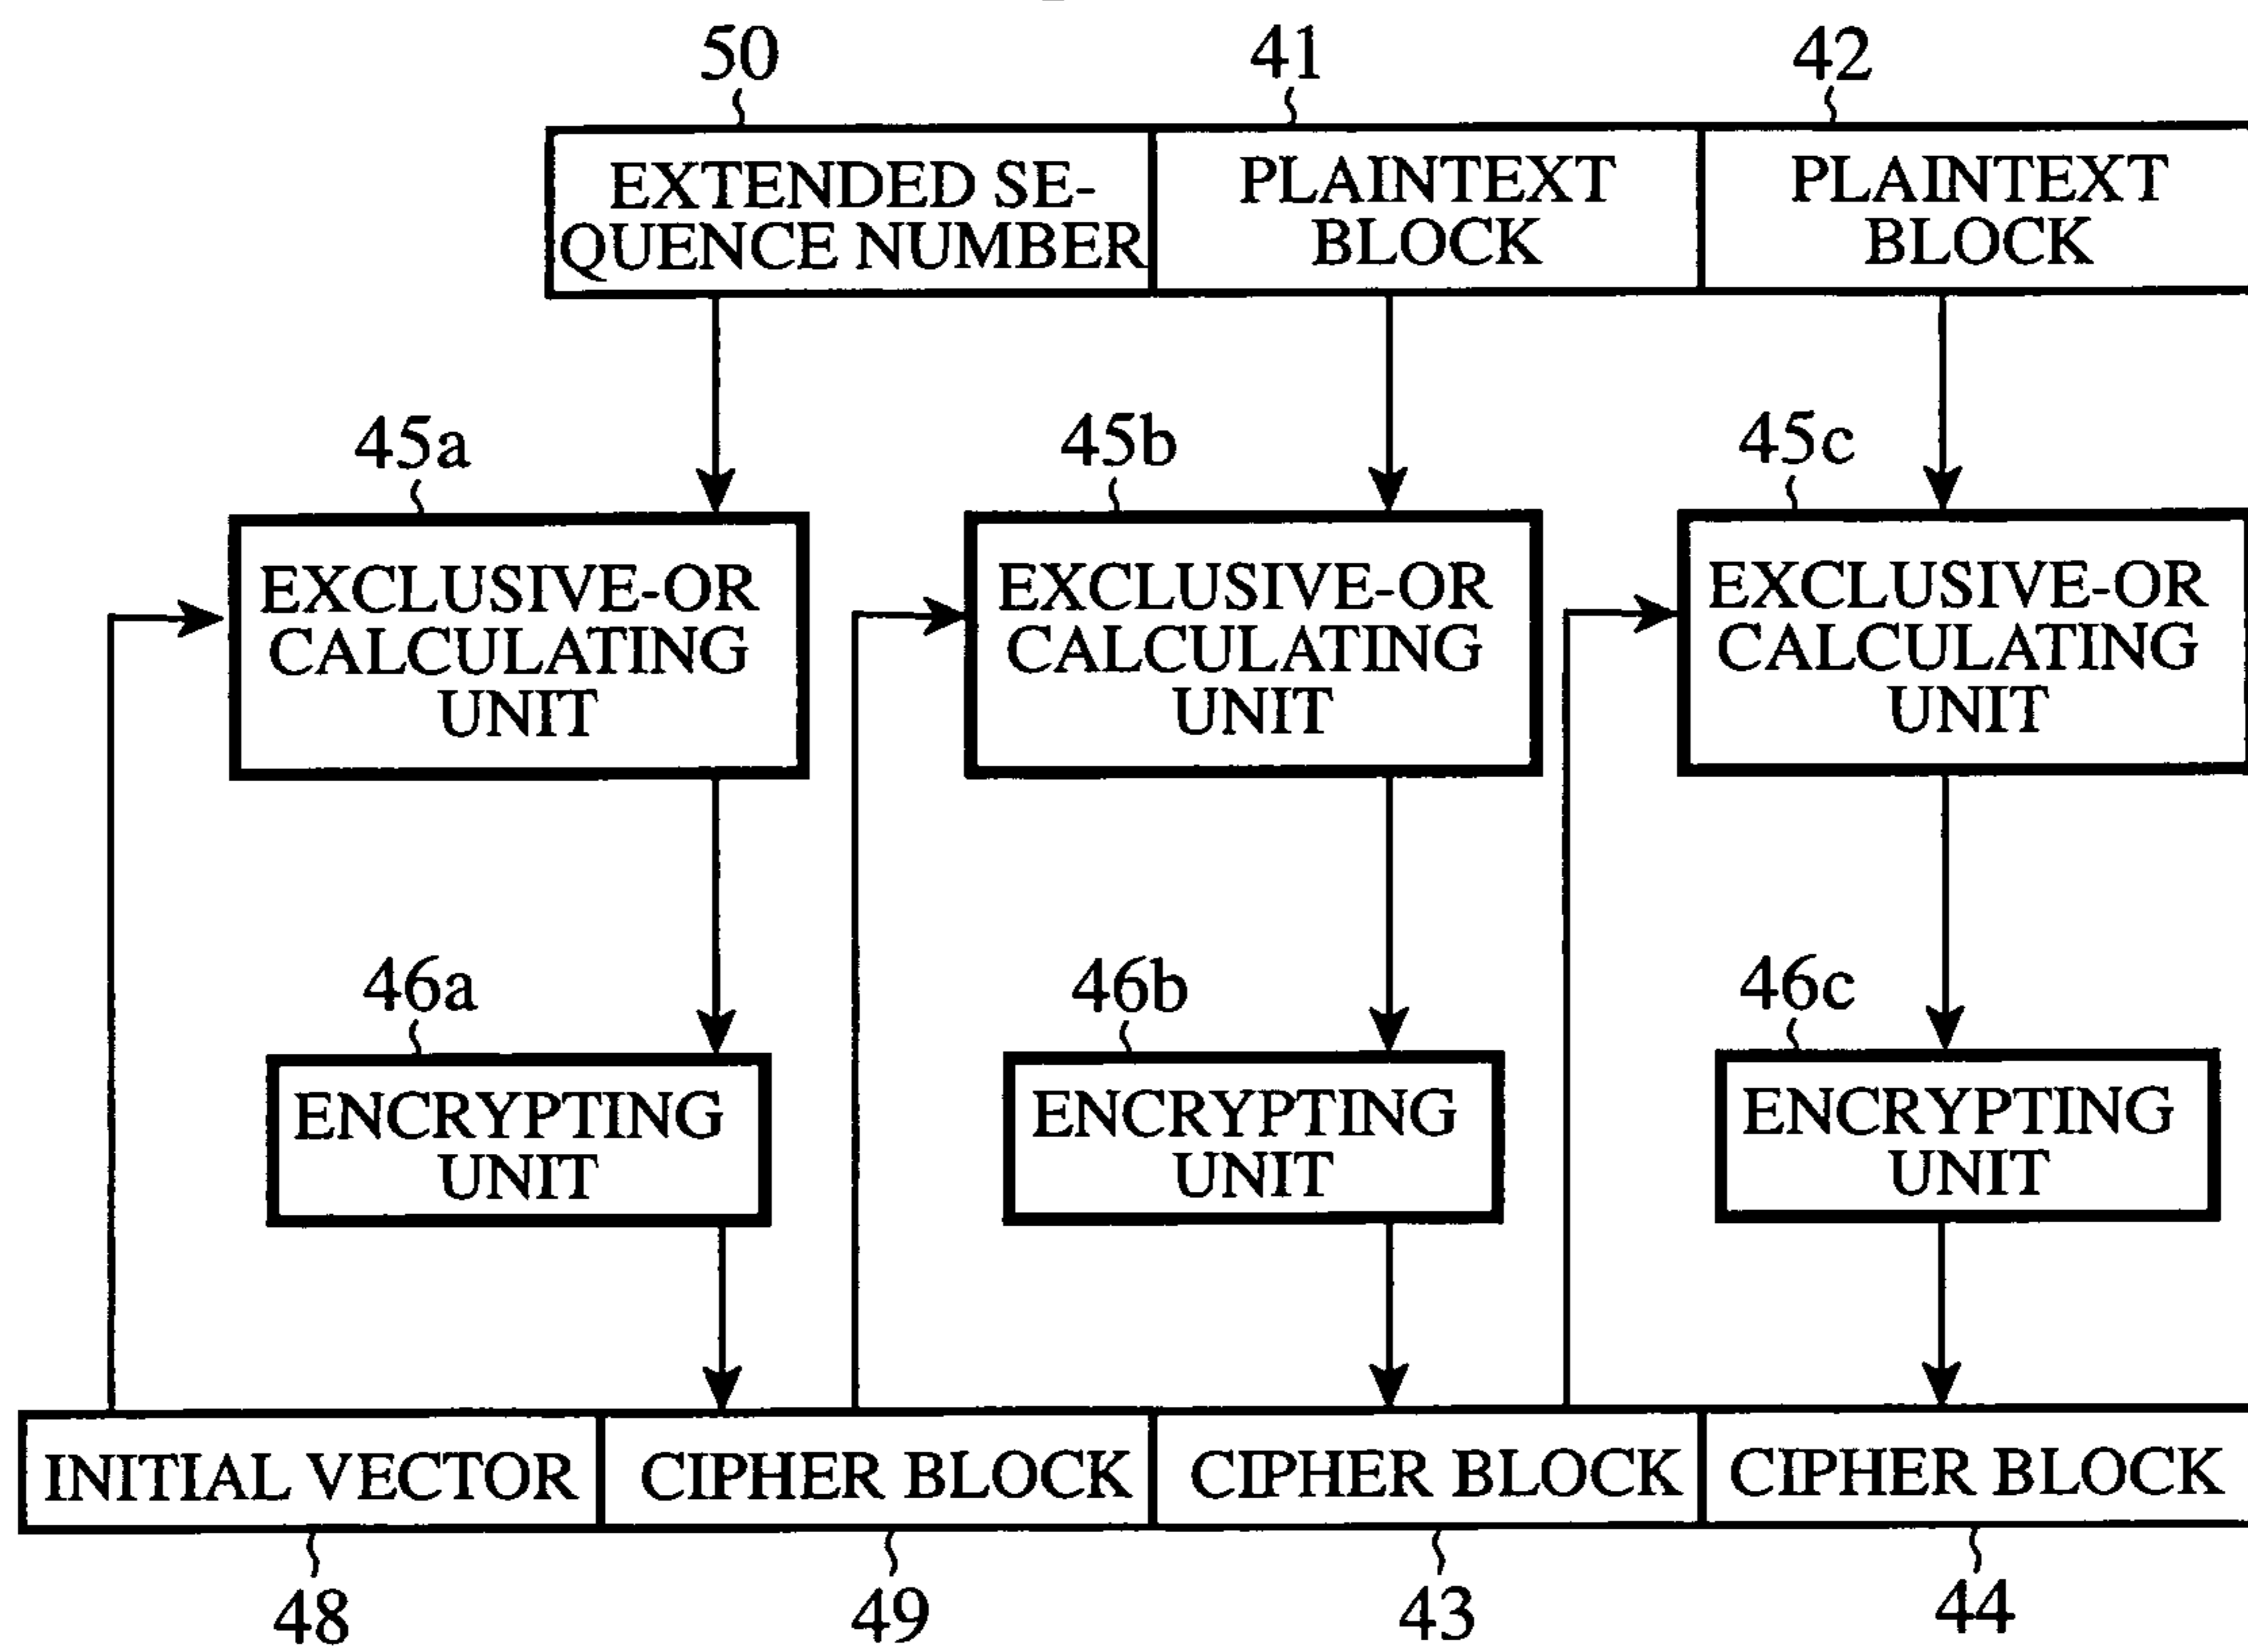 50
41
42
EXTENDED SE-
QUENCE NUMBER
PLAINTEXT
BLOCK
PLAINTEXT
BLOCK
45a
45b
45c
EXCLUSIVE-OR
CALCULATING
UNIT
EXCLUSIVE-OR
CALCULATING
UNIT
EXCLUSIVE-OR
CALCULATING
UNIT
46a
46b
46c
ENCRYPTING
UNIT
ENCRYPTING
UNIT
ENCRYPTING
UNIT
INITIAL VECTOR
CIPHER BLOCK
CIPHER BLOCK
CIPHER BLOCK
48
49
43
44